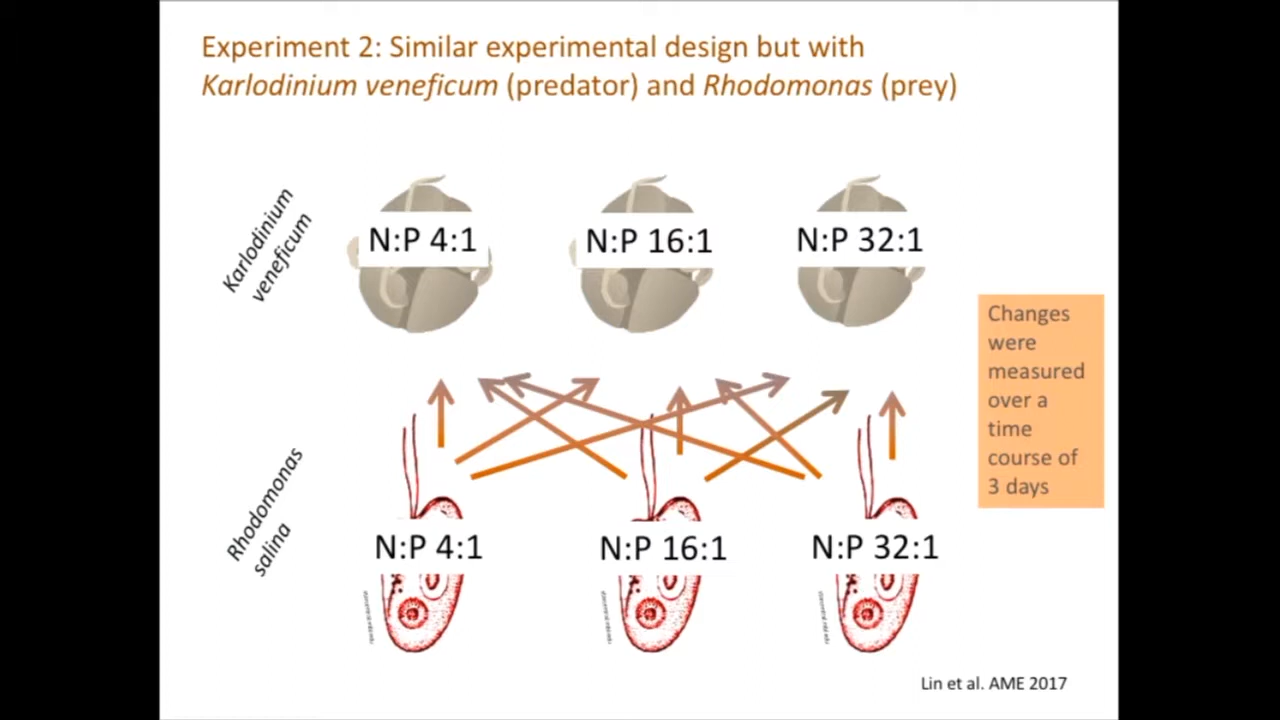 Experiment 2: Similar experimental design but with
Karlodinium veneficum (predator) and Rhodomonas (prey)
Karlodinium
veneficum
N:P 4:1
N:P 16:1
N:P 32:1
Changes
were
measured
over a
time
course of
3 days
Rhodomonas
salina
N:P 4:1
N:P 16:1
N:P 32:1
Lin et al. AME 2017